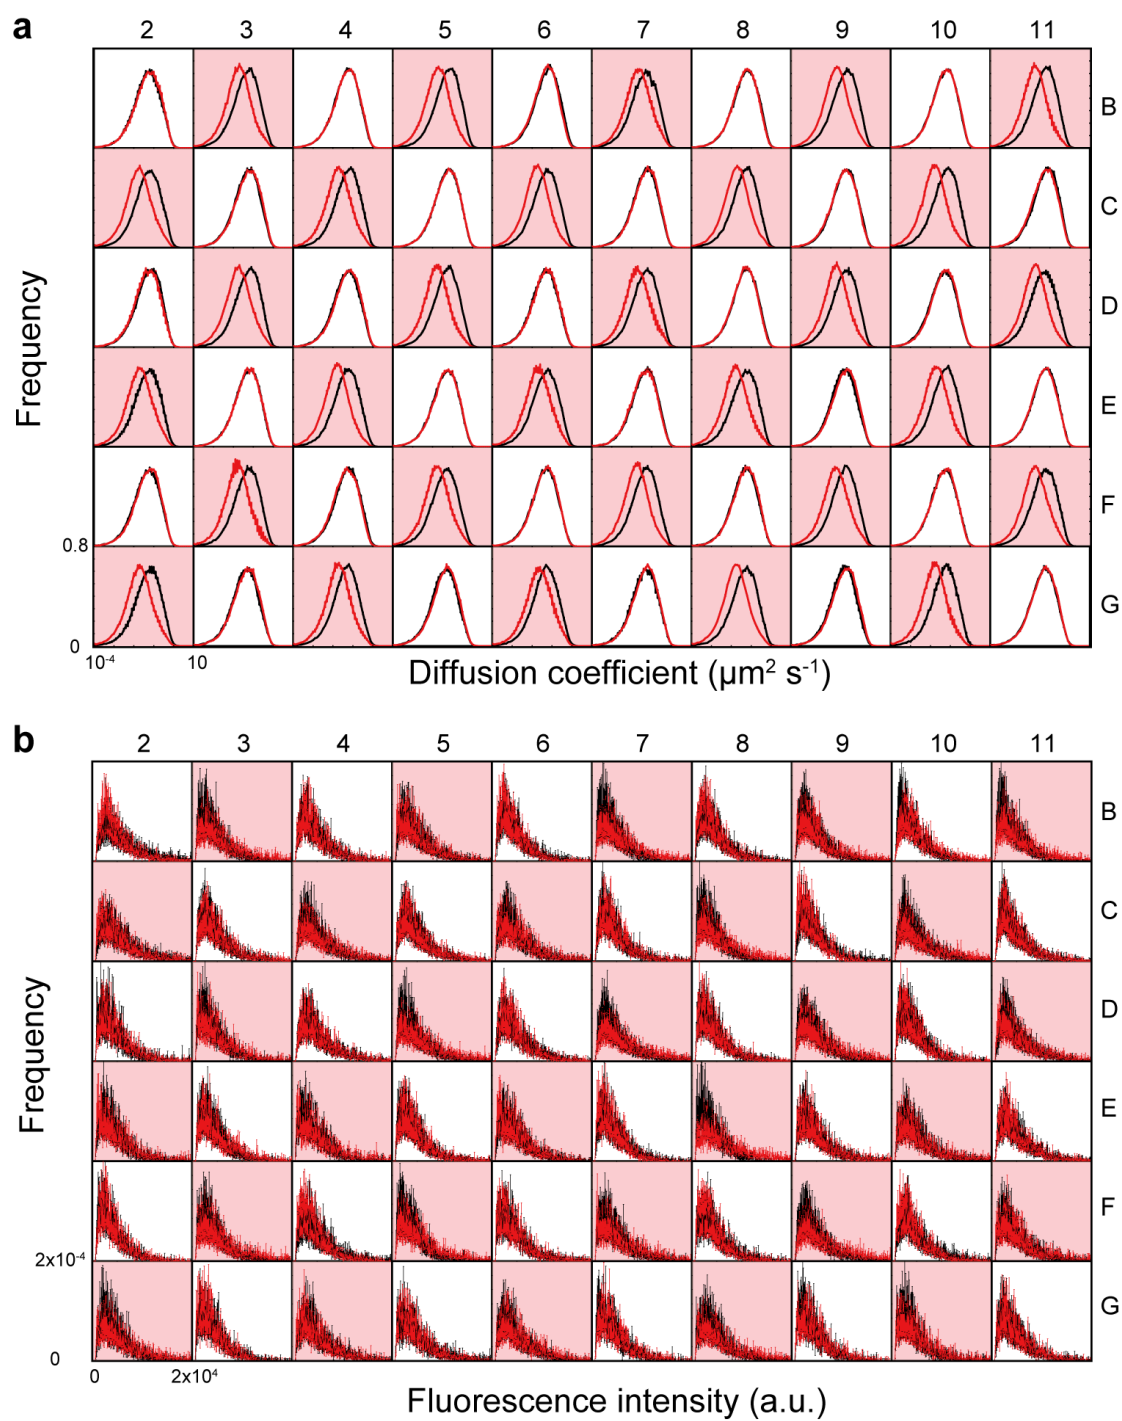 a
2 3 4 5 6 7 8 9 10 11
B
C
D
E
F
G
Frequency
0.8
0
10⁻⁴ 10
Diffusion coefficient (µm² s⁻¹)
b
2 3 4 5 6 7 8 9 10 11
B
C
D
E
F
G
Frequency
2x10⁻⁴
0
0 2x10⁴
Fluorescence intensity (a.u.)